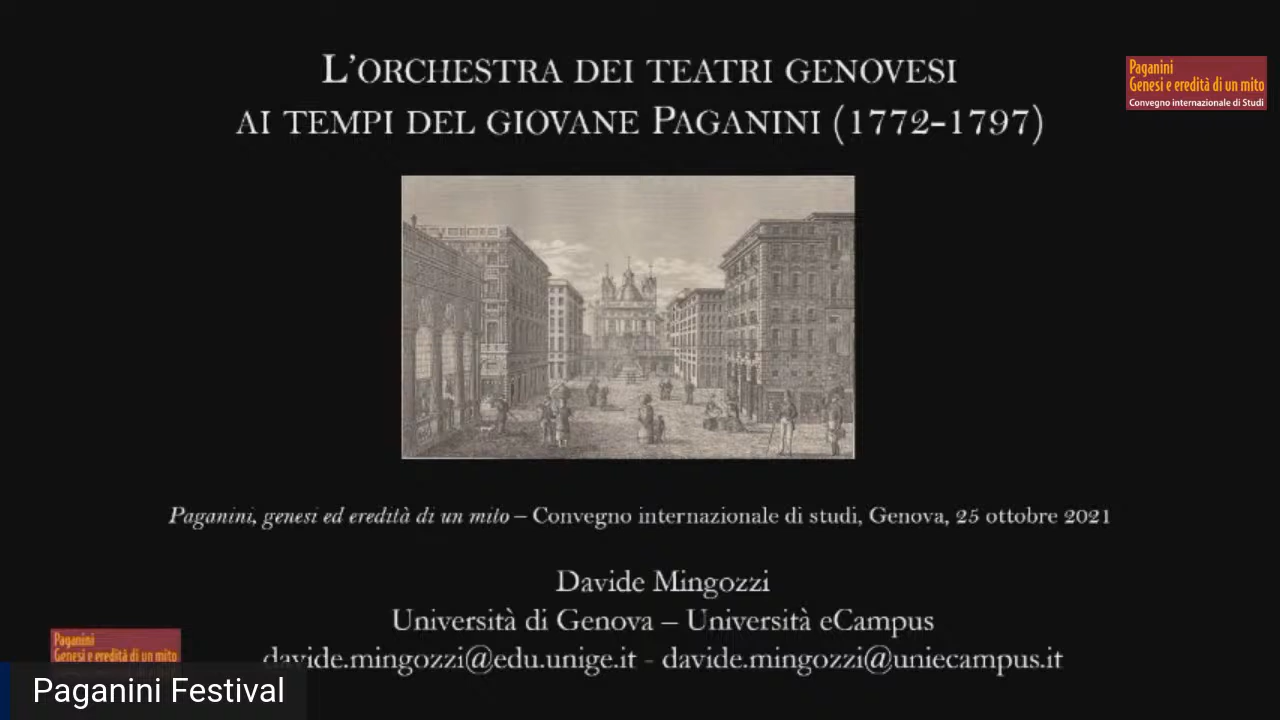 L'ORCHESTRA DEI TEATRI GENOVESI
AI TEMPI DEL GIOVANE PAGANINI (1772-1797)
Paganini
Genesi e eredità di un mito
Convegno internazionale di Studi
Paganini, genesi ed eredità di un mito – Convegno internazionale di studi, Genova, 25 ottobre 2021
Davide Mingozzi
Università di Genova – Università eCampus
davide.mingozzi@edu.unige.it - davide.mingozzi@uniecampus.it
Paganini
Genesi e eredità di un mito
Paganini Festival